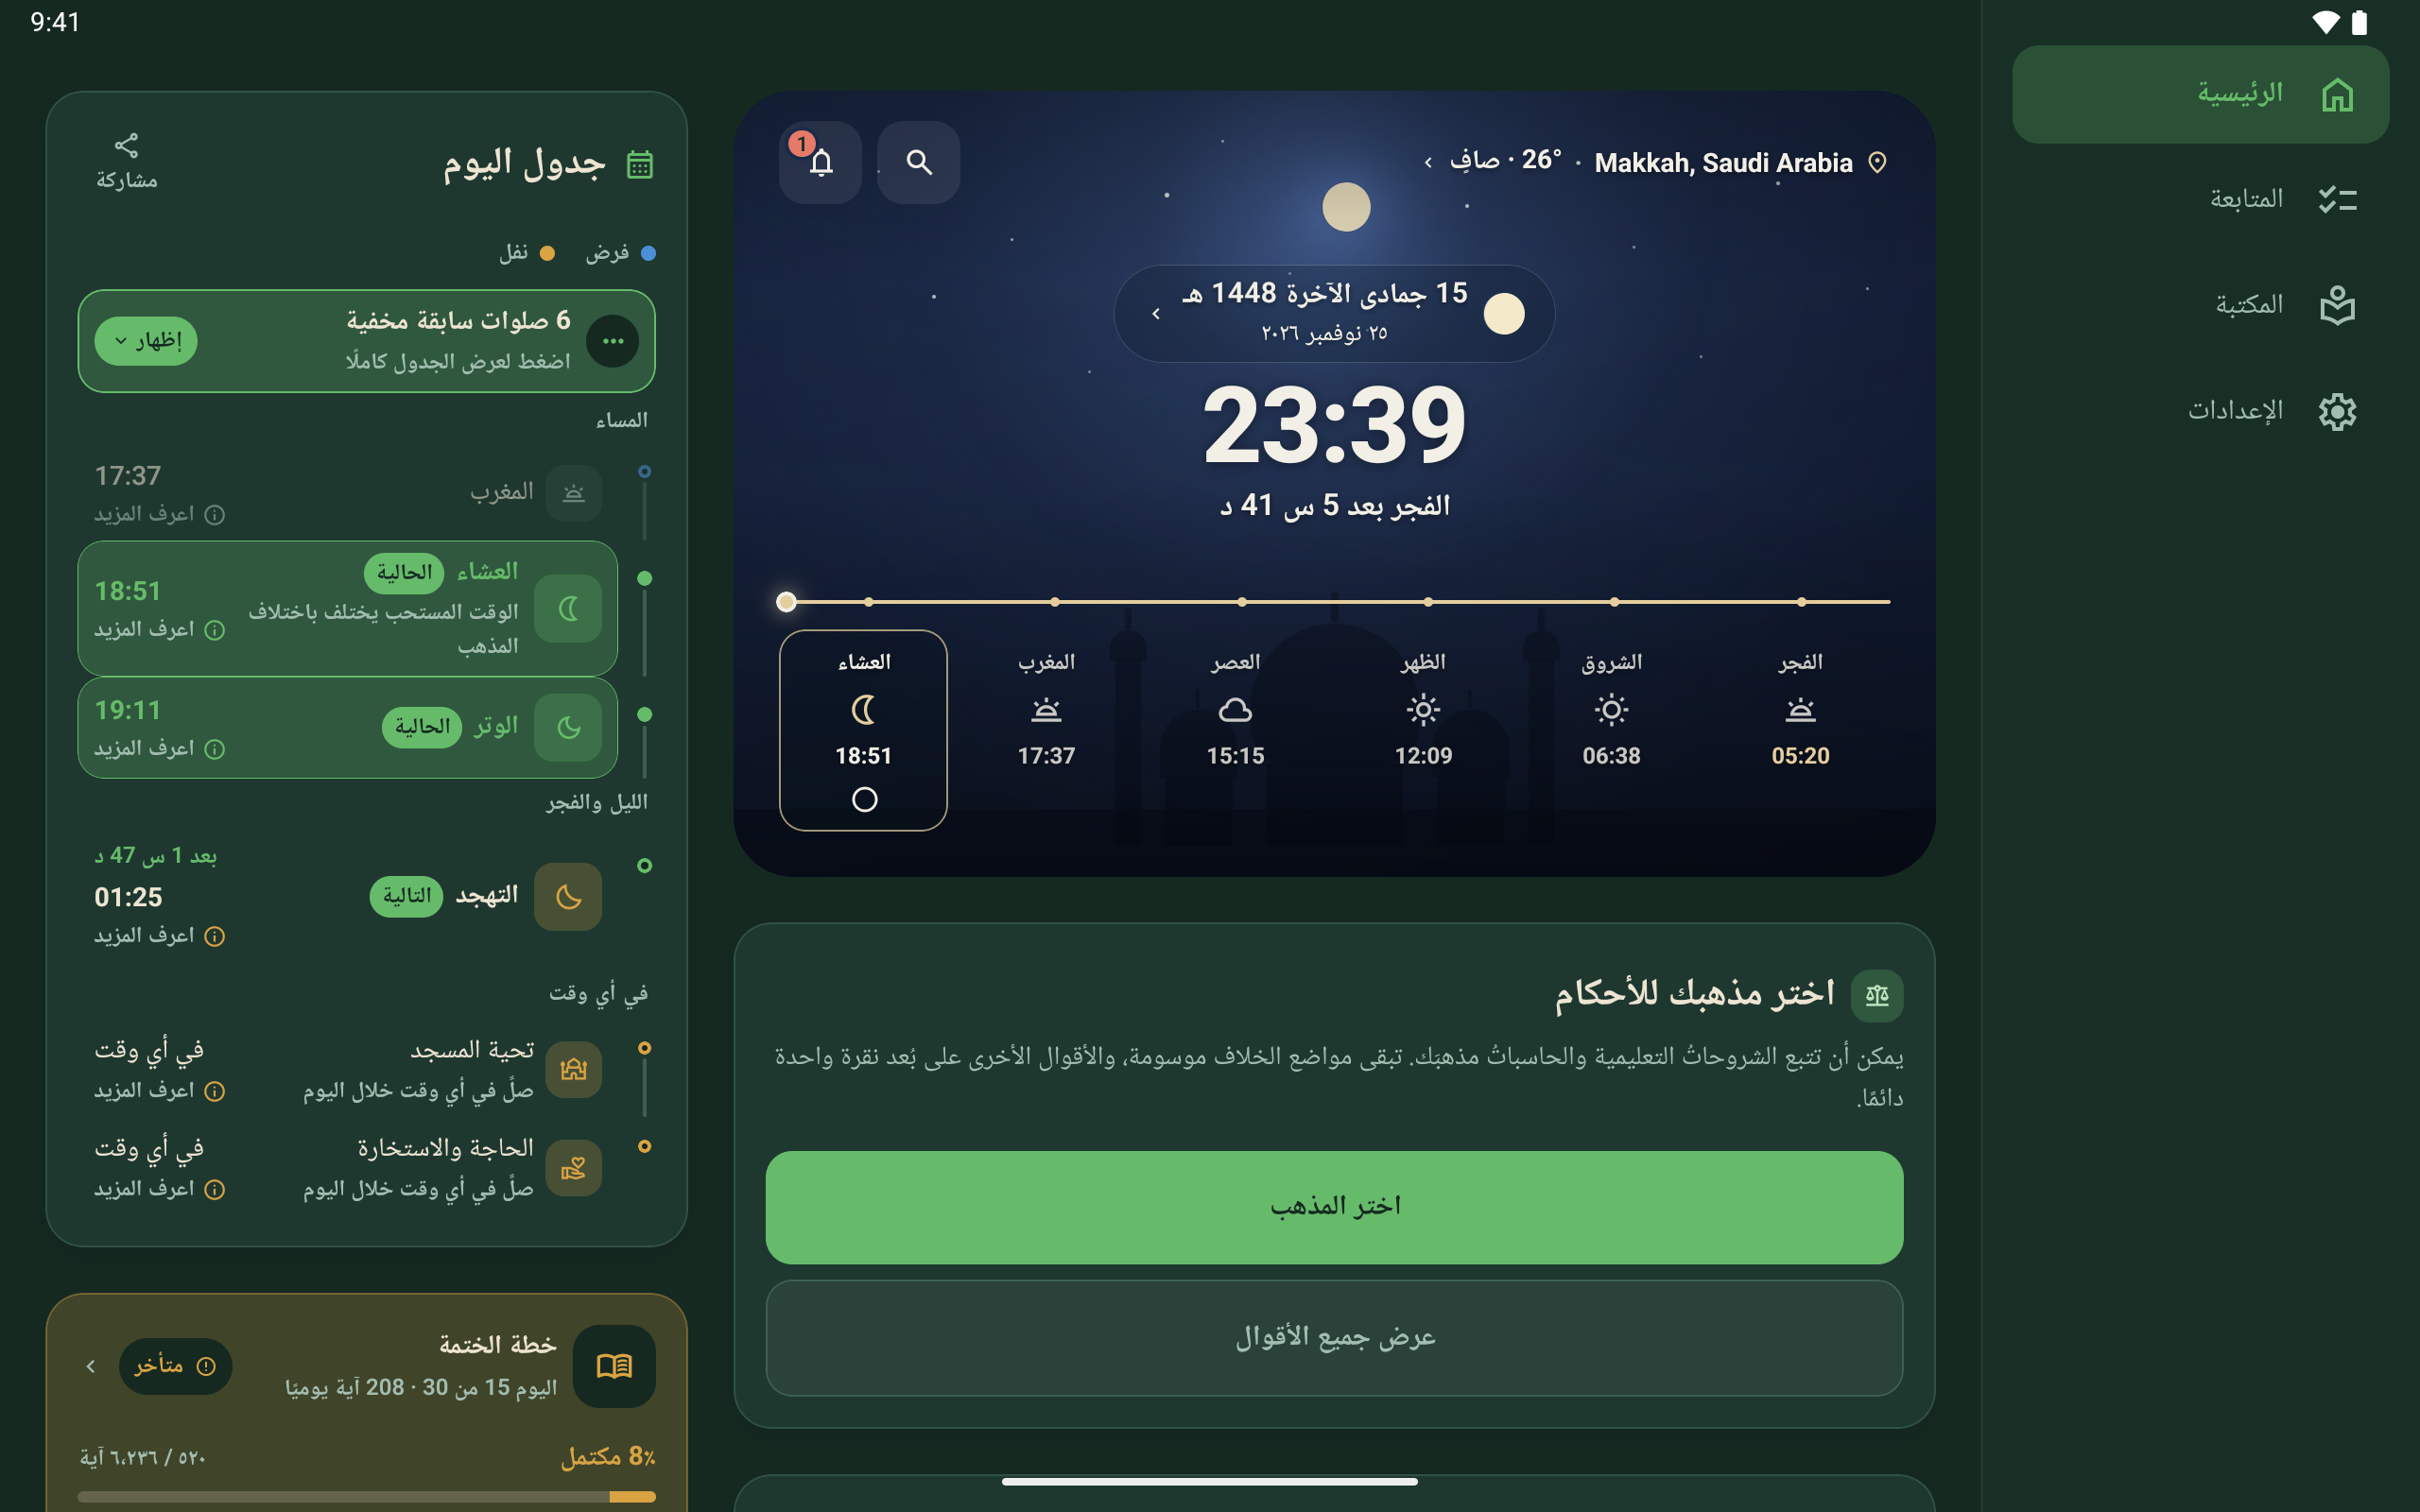 9:41
الرئيسية
المتابعة
المكتبة
الإعدادات
Makkah, Saudi Arabia · 26° · صافٍ
1
15 جمادى الآخرة 1448 هـ
٢٥ نوفمبر ٢٠٢٦
23:39
الفجر بعد 5 س 41 د
الفجر
05:20
الشروق
06:38
الظهر
12:09
العصر
15:15
المغرب
17:37
العشاء
18:51
اختر مذهبك للأحكام
يمكن أن تتبع الشروحاتُ التعليمية والحاسباتُ مذهبَك. تبقى مواضع الخلاف موسومة، والأقوال الأخرى على بُعد نقرة واحدة
دائمًا.
اختر المذهب
عرض جميع الأقوال
جدول اليوم
مشاركة
فرض
نفل
6 صلوات سابقة مخفية
اضغط لعرض الجدول كاملًا
إظهار
المساء
المغرب
17:37
اعرف المزيد
العشاء
الحالية
الوقت المستحب يختلف باختلاف
المذهب
18:51
اعرف المزيد
الوتر
الحالية
19:11
اعرف المزيد
الليل والفجر
التهجد
التالية
بعد 1 س 47 د
01:25
اعرف المزيد
في أي وقت
تحية المسجد
صلِّ في أي وقت خلال اليوم
في أي وقت
اعرف المزيد
الحاجة والاستخارة
صلِّ في أي وقت خلال اليوم
في أي وقت
اعرف المزيد
خطة الختمة
اليوم 15 من 30 · 208 آية يوميًا
متأخر
8٪ مكتمل
٥٢٠ / ٦٬٢٣٦ آية